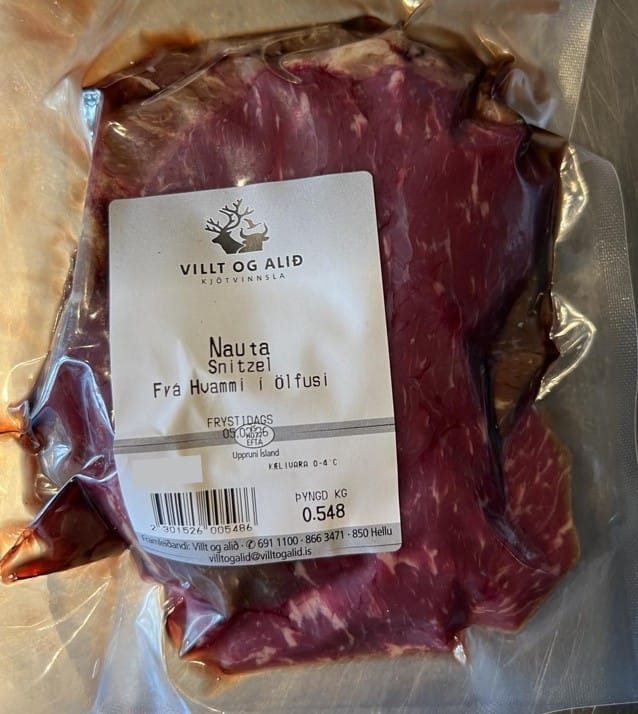 VILLT OG ALIÐ
KJÖTVINNSLA
Nauta
Snitzel
Frá Hvammi í Ölfusi
FRYSTIDAGS
EFTA
Uppruni Ísland
KÆLIVARA 0-4°C
ÞYNGD KG
0.548
2 301526 005486
Framleiðandi: Villt og alið · ✆ 691 1100 - 866 3471 · 850 Hellu
villtogalid@villtogalid.is